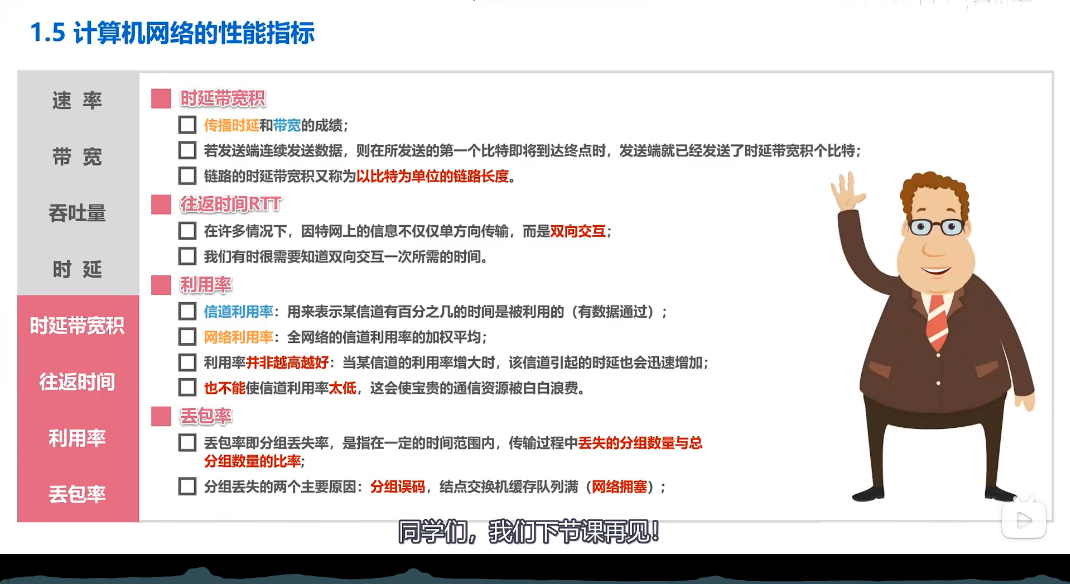 1.5 计算机网络的性能指标
速 率
带 宽
吞吐量
时 延
时延带宽积
往返时间
利用率
丢包率
时延带宽积
传播时延和带宽的成绩；
若发送端连续发送数据，则在所发送的第一个比特即将到达终点时，发送端就已经发送了时延带宽积个比特；
链路的时延带宽积又称为以比特为单位的链路长度。
往返时间RTT
在许多情况下，因特网上的信息不仅仅单方向传输，而是双向交互；
我们有时很需要知道双向交互一次所需的时间。
利用率
信道利用率：用来表示某信道有百分之几的时间是被利用的（有数据通过）；
网络利用率：全网络的信道利用率的加权平均；
利用率并非越高越好：当某信道的利用率增大时，该信道引起的时延也会迅速增加；
也不能使信道利用率太低，这会使宝贵的通信资源被白白浪费。
丢包率
丢包率即分组丢失率，是指在一定的时间范围内，传输过程中丢失的分组数量与总
分组数量的比率；
分组丢失的两个主要原因：分组误码，结点交换机缓存队列满（网络拥塞）；
同学们，我们下节课再见！